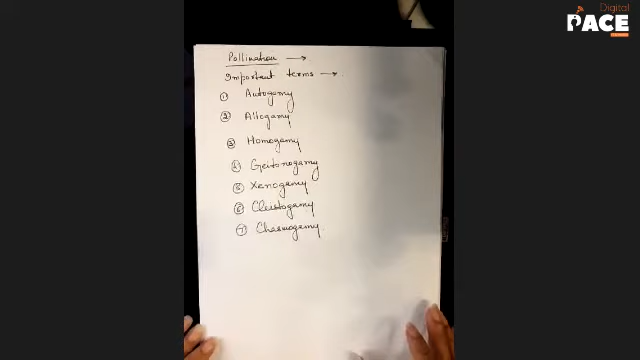 Digital
PACE
Pollination →
Important terms →
① Autogamy
② Allogamy
③ Homogamy
④ Geitonogamy
⑤ Xenogamy
⑥ Cleistogamy
⑦ Chasmogamy